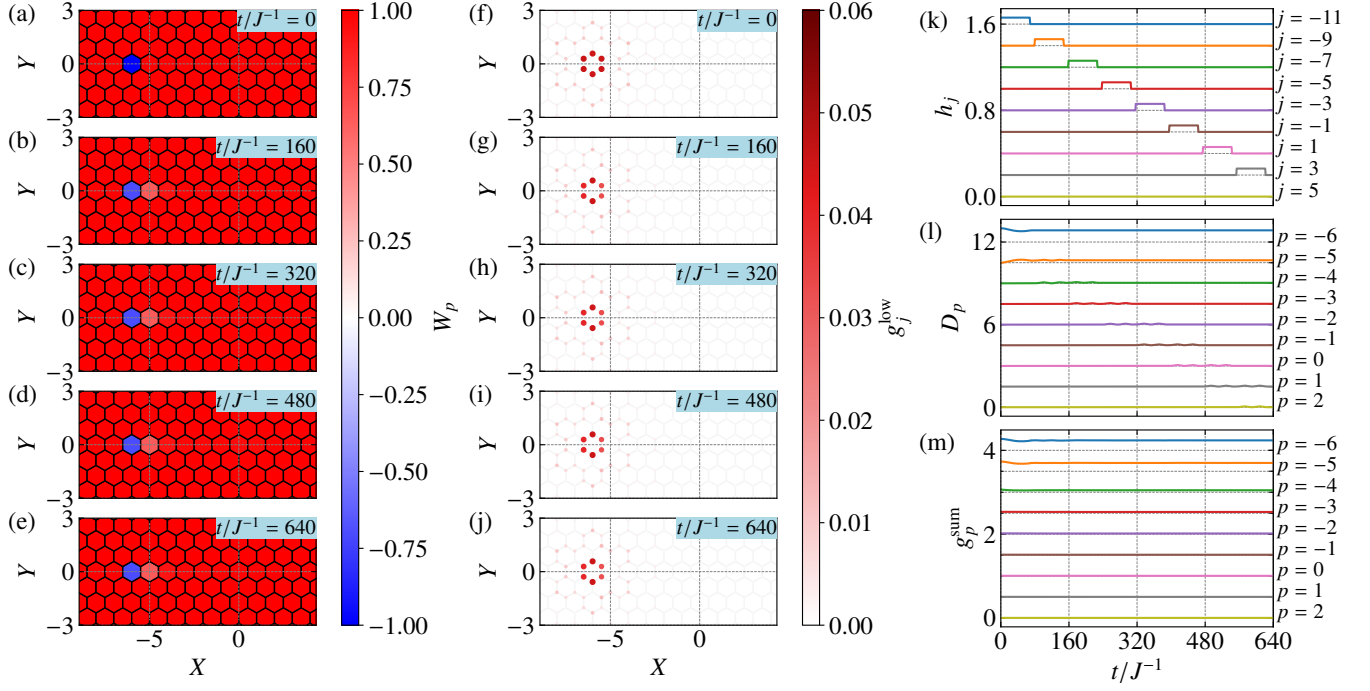 (a) t/J⁻¹ = 0
3
Y 0
−3
(b) t/J⁻¹ = 160
3
Y 0
−3
(c) t/J⁻¹ = 320
3
Y 0
−3
(d) t/J⁻¹ = 480
3
Y 0
−3
(e) t/J⁻¹ = 640
3
Y 0
−3
−5 0
X
1.00
0.75
0.50
0.25
0.00
−0.25
−0.50
−0.75
−1.00
W_p
(f) t/J⁻¹ = 0
3
Y 0
−3
(g) t/J⁻¹ = 160
3
Y 0
−3
(h) t/J⁻¹ = 320
3
Y 0
−3
(i) t/J⁻¹ = 480
3
Y 0
−3
(j) t/J⁻¹ = 640
3
Y 0
−3
−5 0
X
0.06
0.05
0.04
0.03
0.02
0.01
0.00
g_j^low
(k)
1.6
0.8
0.0
h_j
j = −11
j = −9
j = −7
j = −5
j = −3
j = −1
j = 1
j = 3
j = 5
(l)
12
6
0
D_p
p = −6
p = −5
p = −4
p = −3
p = −2
p = −1
p = 0
p = 1
p = 2
(m)
4
2
0
g_p^sum
p = −6
p = −5
p = −4
p = −3
p = −2
p = −1
p = 0
p = 1
p = 2
0 160 320 480 640
t/J⁻¹